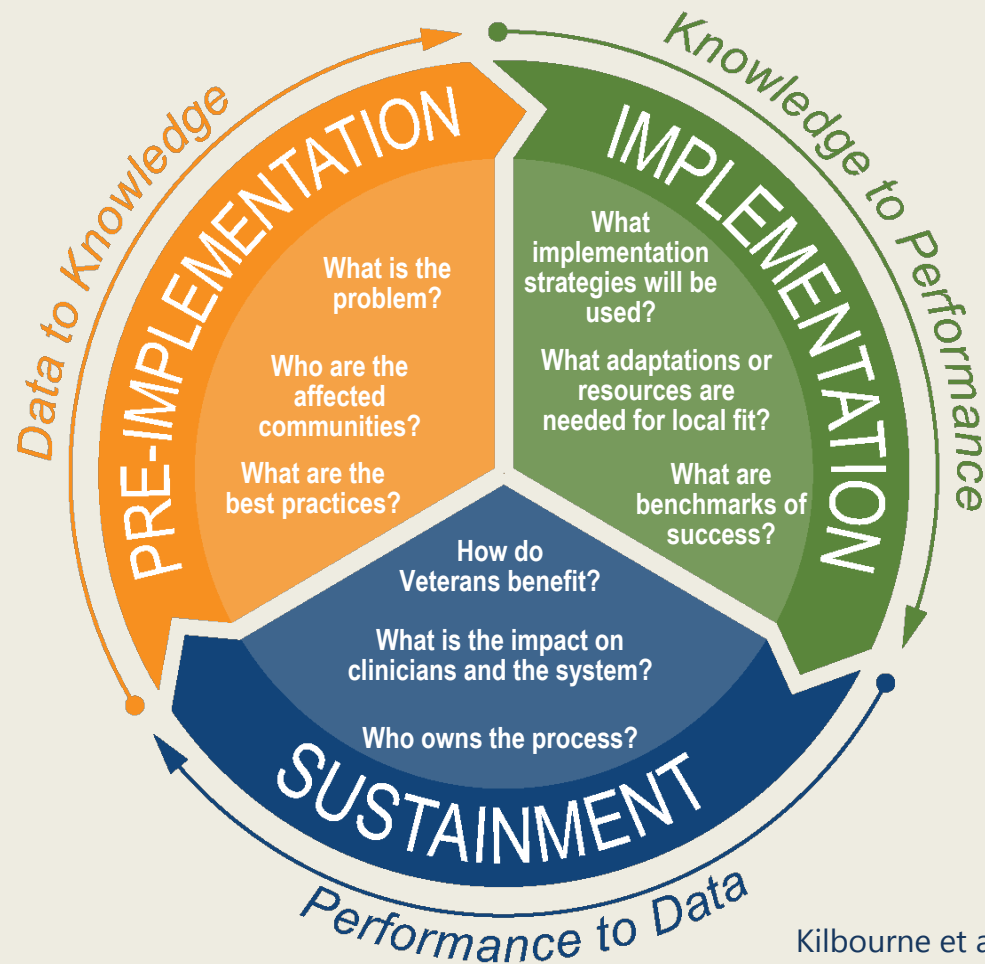 Data to Knowledge
PRE-IMPLEMENTATION
What is the
problem?
Who are the
affected
communities?
What are the
best practices?
Knowledge to Performance
IMPLEMENTATION
What
implementation
strategies will be
used?
What adaptations or
resources are
needed for local fit?
What are
benchmarks of
success?
How do
Veterans benefit?
What is the impact on
clinicians and the system?
Who owns the process?
SUSTAINMENT
Performance to Data
Kilbourne et a